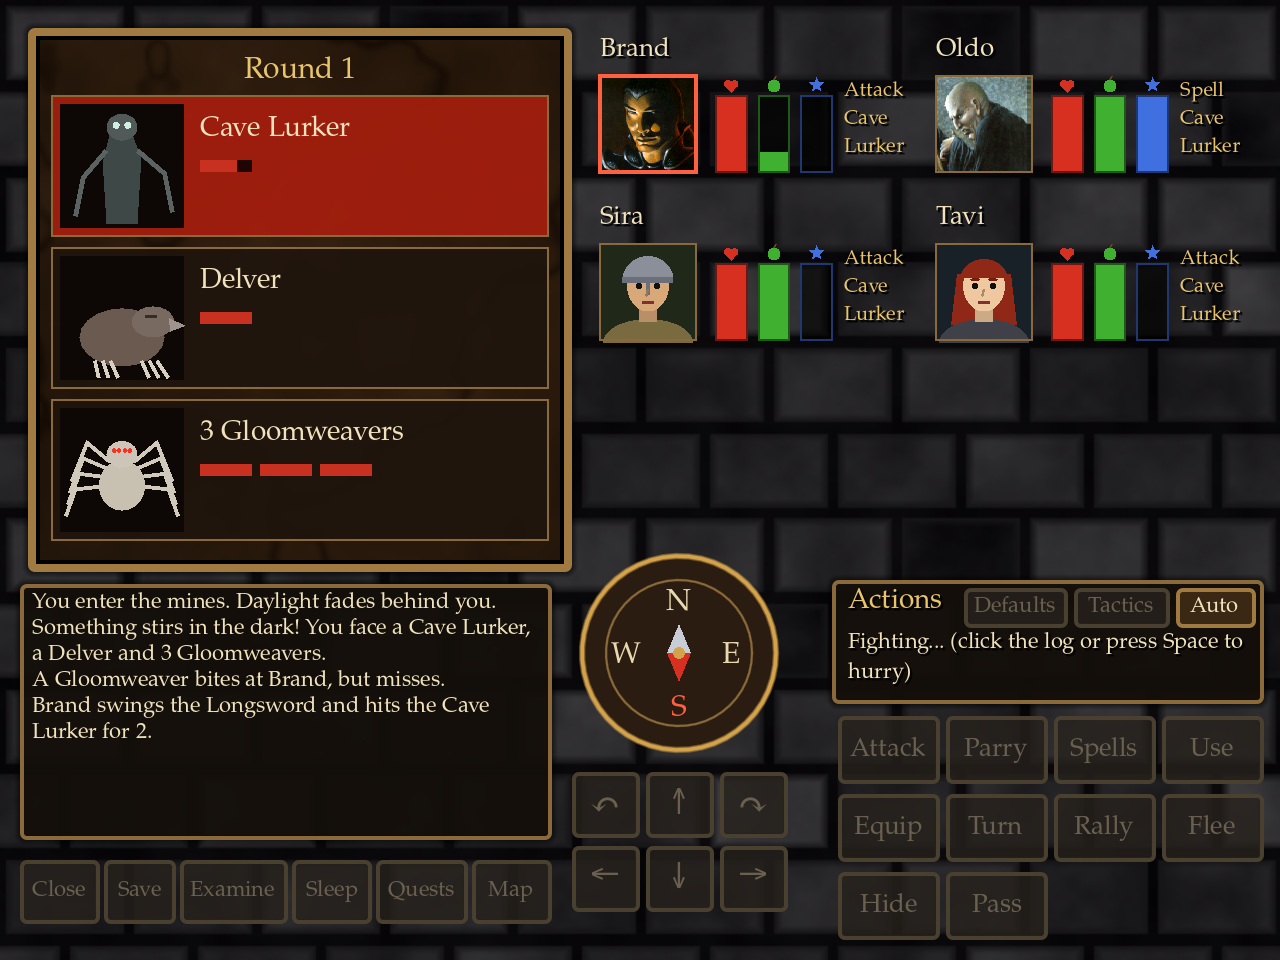 Round 1
Cave Lurker
Delver
3 Gloomweavers
Brand
Attack
Cave
Lurker
Oldo
Spell
Cave
Lurker
Sira
Attack
Cave
Lurker
Tavi
Attack
Cave
Lurker
You enter the mines. Daylight fades behind you.
Something stirs in the dark! You face a Cave Lurker,
a Delver and 3 Gloomweavers.
A Gloomweaver bites at Brand, but misses.
Brand swings the Longsword and hits the Cave
Lurker for 2.
N
W E
S
Actions Defaults Tactics Auto
Fighting... (click the log or press Space to
hurry)
Attack Parry Spells Use
Equip Turn Rally Flee
Hide Pass
Close Save Examine Sleep Quests Map